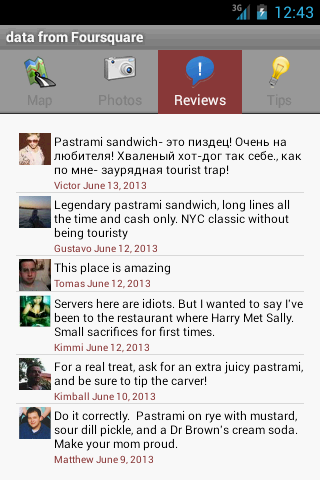 3G 12:43
data from Foursquare
Map Photos Reviews Tips
Pastrami sandwich- это пиздец! Очень на
любителя! Хваленый хот-дог так себе., как
по мне- заурядная tourist trap!
Victor June 13, 2013
Legendary pastrami sandwich, long lines all
the time and cash only. NYC classic without
being touristy
Gustavo June 12, 2013
This place is amazing
Tomas June 12, 2013
Servers here are idiots. But I wanted to say I've
been to the restaurant where Harry Met Sally.
Small sacrifices for first times.
Kimmi June 12, 2013
For a real treat, ask for an extra juicy pastrami,
and be sure to tip the carver!
Kimball June 10, 2013
Do it correctly.  Pastrami on rye with mustard,
sour dill pickle, and a Dr Brown's cream soda.
Make your mom proud.
Matthew June 9, 2013